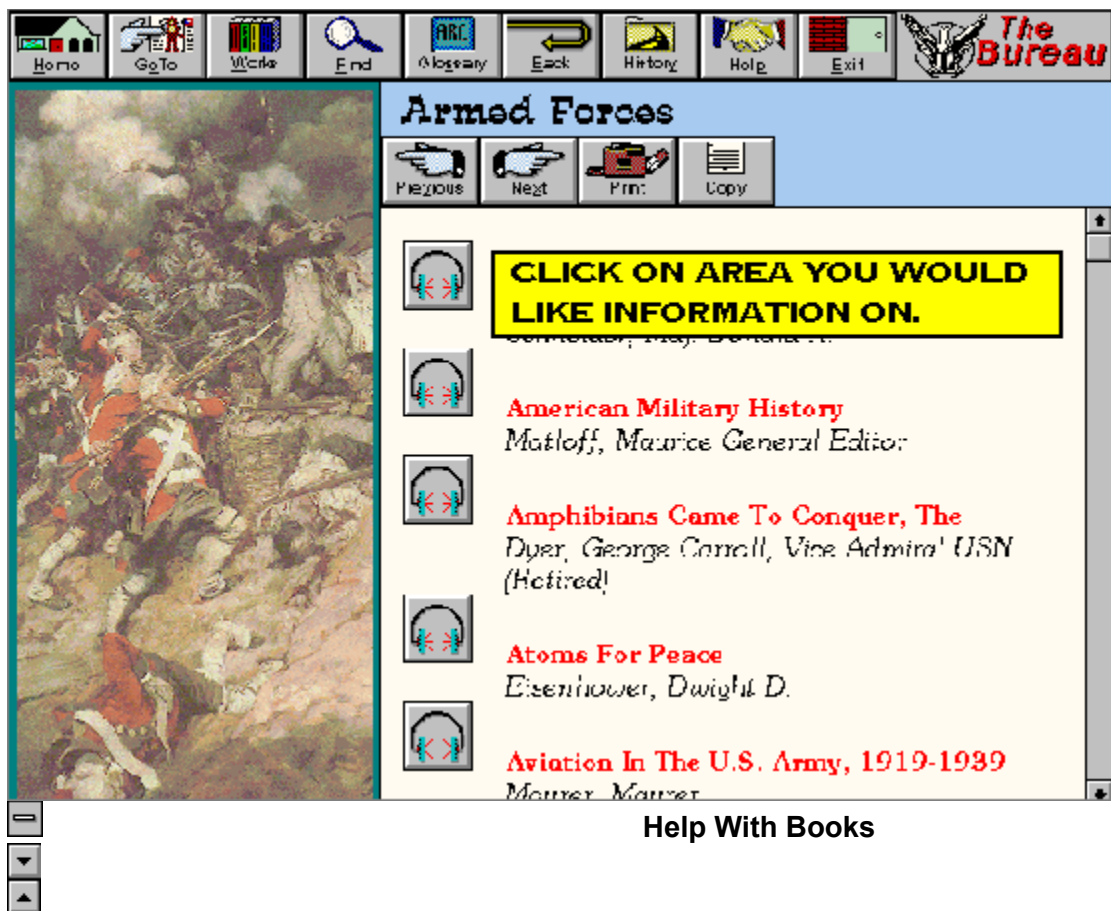 Home GoTo Works Find Glossary Back History Help Exit The
Bureau
Armed Forces
Previous Next Print Copy
CLICK ON AREA YOU WOULD
LIKE INFORMATION ON.
American Military History
Matloff, Maurice General Editor
Amphibians Came To Conquer, The
Dyer, George Carroll, Vice Admiral USN
(Retired)
Atoms For Peace
Eisenhower, Dwight D.
Aviation In The U.S. Army, 1919-1939
Maurer, Maurer
Help With Books